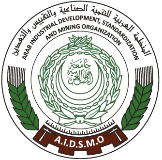 المنظمة العربية للتنمية الصناعية والتقييس والتعدين
ARAB INDUSTRIAL DEVELOPMENT, STANDARDIZATION
AND MINING ORGANIZATION
A.I.D.S.M.O